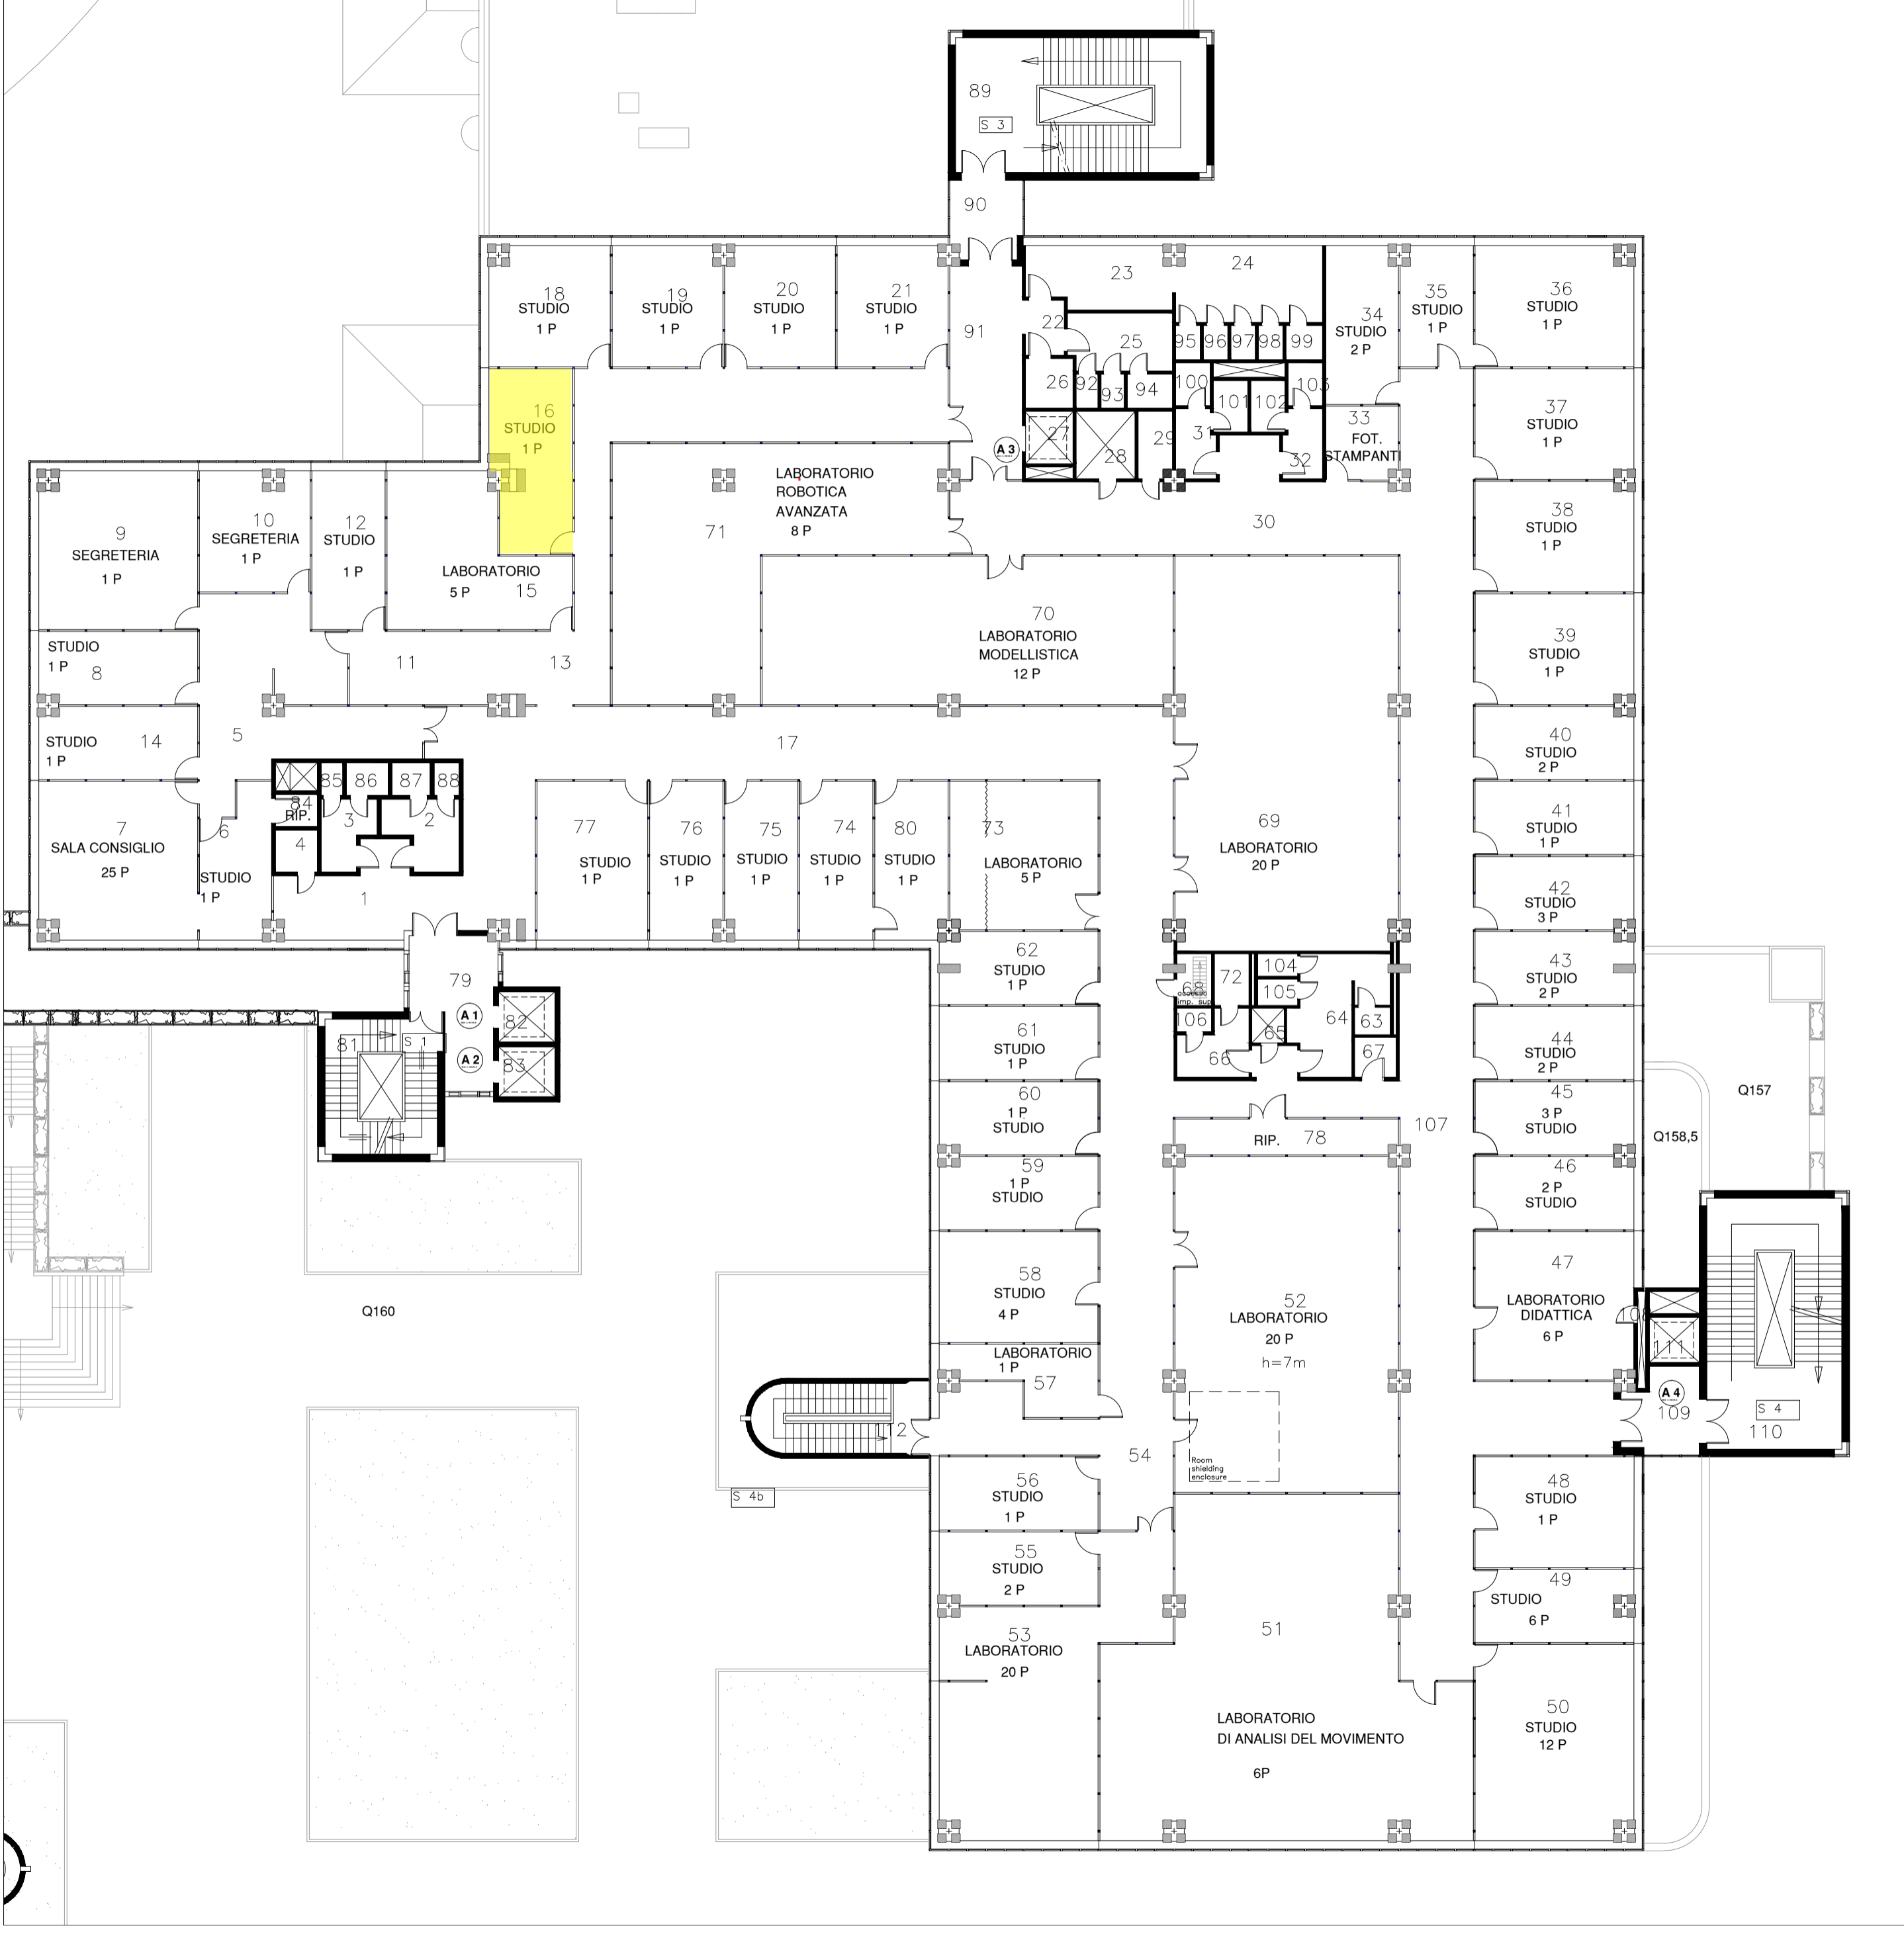 89
S 3
90
18
STUDIO
1 P
19
STUDIO
1 P
20
STUDIO
1 P
21
STUDIO
1 P
91
22
23
24
25
26
27
28
29
92
93
94
95
96
97
98
99
100
101
102
103
31
32
34
STUDIO
2 P
35
STUDIO
1 P
36
STUDIO
1 P
33
FOT.
STAMPANTI
37
STUDIO
1 P
16
STUDIO
1 P
A 3
LABORATORIO
ROBOTICA
AVANZATA
8 P
71
30
38
STUDIO
1 P
9
SEGRETERIA
1 P
10
SEGRETERIA
1 P
12
STUDIO
1 P
LABORATORIO
5 P
15
70
LABORATORIO
MODELLISTICA
12 P
39
STUDIO
1 P
STUDIO
1 P
8
11
13
STUDIO
1 P
14
5
17
40
STUDIO
2 P
7
SALA CONSIGLIO
25 P
6
STUDIO
1 P
84
RIP.
4
85
86
87
88
3
2
1
77
STUDIO
1 P
76
STUDIO
1 P
75
STUDIO
1 P
74
STUDIO
1 P
80
STUDIO
1 P
73
LABORATORIO
5 P
69
LABORATORIO
20 P
41
STUDIO
1 P
42
STUDIO
3 P
79
A 1
A 2
82
83
81
S 1
62
STUDIO
1 P
68
imp. sup.
72
104
105
106
64
63
65
66
67
43
STUDIO
2 P
61
STUDIO
1 P
44
STUDIO
2 P
60
1 P
STUDIO
RIP.
78
107
45
3 P
STUDIO
Q157
Q158,5
59
1 P
STUDIO
46
2 P
STUDIO
58
STUDIO
4 P
52
LABORATORIO
20 P
h=7m
47
LABORATORIO
DIDATTICA
6 P
111
A 4
109
S 4
110
Q160
LABORATORIO
1 P
57
54
Room
shielding
enclosure
S 4b
56
STUDIO
1 P
48
STUDIO
1 P
55
STUDIO
2 P
49
STUDIO
6 P
53
LABORATORIO
20 P
51
LABORATORIO
DI ANALISI DEL MOVIMENTO
6P
50
STUDIO
12 P